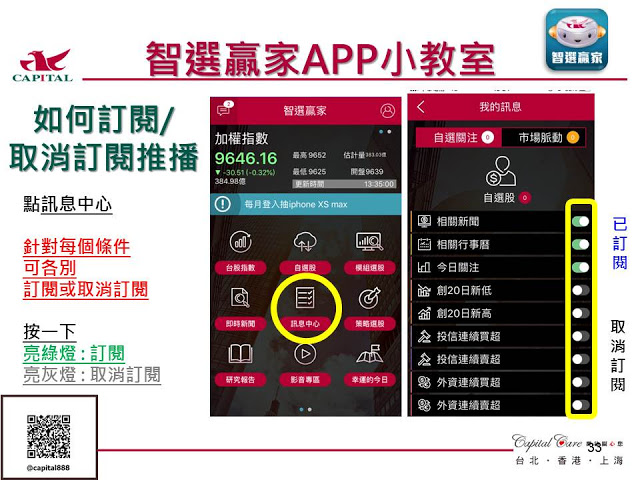 CAPITAL
智選贏家APP小教室
智選贏家
如何訂閱/
取消訂閱推播
點訊息中心
針對每個條件
可各別
訂閱或取消訂閱
按一下
亮綠燈:訂閱
亮灰燈:取消訂閱
@capital888
2
智選贏家
加權指數
9646.16
▼ -30.51 (-0.32%)
384.98億
最高 9652
估計量 383.03億
最低 9625
開盤 9639
更新時間
13:35:00
每月登入抽iphone XS max
台股指數
自選股
模組選股
即時新聞
訊息中心
策略選股
研究報告
影音專區
幸運的今日
我的訊息
自選關注 0
市場脈動 0
自選股 0
相關新聞
相關行事曆
今日關注
創20日新低
創20日新高
投信連續買超
投信連續賣超
外資連續買超
外資連續賣超
已訂閱
取消訂閱
Capital Care
33
台北・香港・上海